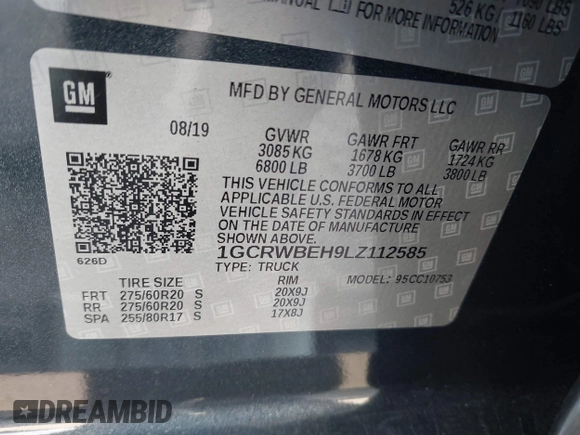 526 KG
1160 LBS
MANUAL
FOR MORE INFORMATION
GM
MFD BY GENERAL MOTORS LLC
08/19 GVWR GAWR FRT GAWR RR
3085 KG 1678 KG 1724 KG
6800 LB 3700 LB 3800 LB
THIS VEHICLE CONFORMS TO ALL
APPLICABLE U.S. FEDERAL MOTOR
VEHICLE SAFETY STANDARDS IN EFFECT
ON THE DATE OF MANUFACTURE
SHOWN ABOVE.
1GCRWBEH9LZ112585
626D
TYPE: TRUCK MODEL: 95CC10753
TIRE SIZE RIM
FRT 275/60R20 S 20X9J
RR 275/60R20 S 20X9J
SPA 255/80R17 S 17X8J
DREAMBID